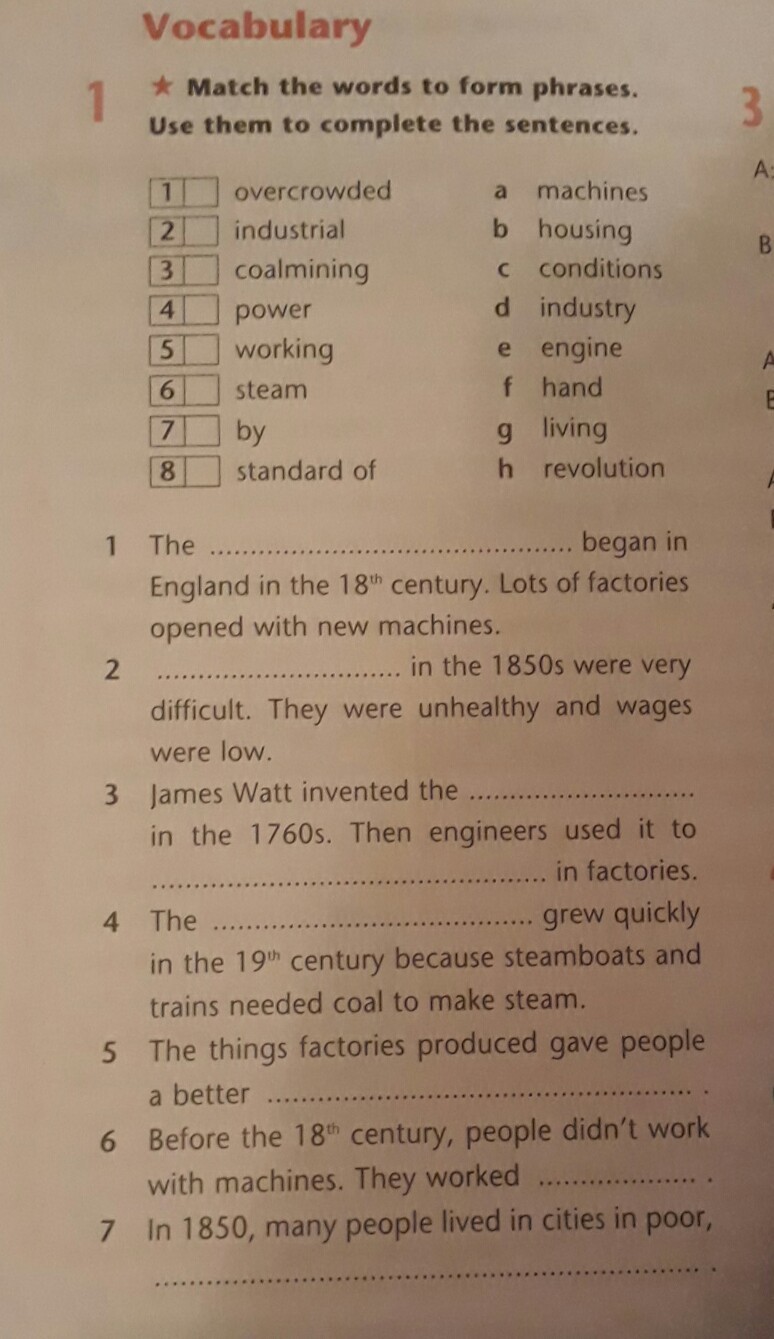 Vocabulary
1 ★ Match the words to form phrases.
Use them to complete the sentences.
1 overcrowded a machines
2 industrial b housing
3 coalmining c conditions
4 power d industry
5 working e engine
6 steam f hand
7 by g living
8 standard of h revolution
1 The ............................................. began in
England in the 18th century. Lots of factories
opened with new machines.
2 .............................. in the 1850s were very
difficult. They were unhealthy and wages
were low.
3 James Watt invented the ............................
in the 1760s. Then engineers used it to
................................................ in factories.
4 The ....................................... grew quickly
in the 19th century because steamboats and
trains needed coal to make steam.
5 The things factories produced gave people
a better .................................................... .
6 Before the 18th century, people didn't work
with machines. They worked ................... .
7 In 1850, many people lived in cities in poor,
.................................................................. .
3
A:
B
A